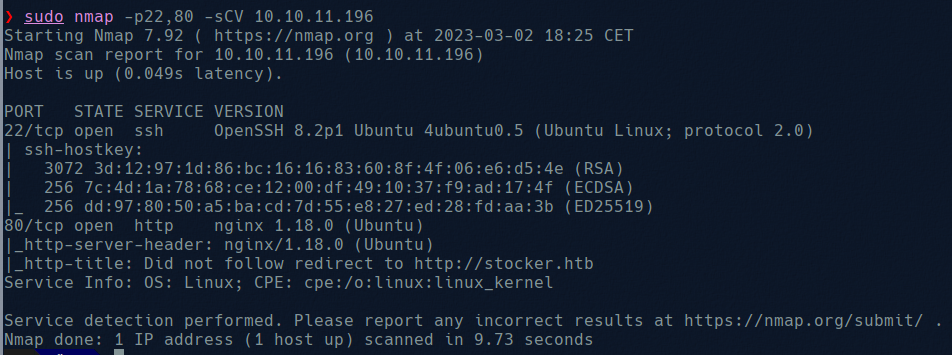 ❯ sudo nmap -p22,80 -sCV 10.10.11.196
Starting Nmap 7.92 ( https://nmap.org ) at 2023-03-02 18:25 CET
Nmap scan report for 10.10.11.196 (10.10.11.196)
Host is up (0.049s latency).

PORT   STATE SERVICE VERSION
22/tcp open  ssh     OpenSSH 8.2p1 Ubuntu 4ubuntu0.5 (Ubuntu Linux; protocol 2.0)
| ssh-hostkey:
|   3072 3d:12:97:1d:86:bc:16:16:83:60:8f:4f:06:e6:d5:4e (RSA)
|   256 7c:4d:1a:78:68:ce:12:00:df:49:10:37:f9:ad:17:4f (ECDSA)
|_  256 dd:97:80:50:a5:ba:cd:7d:55:e8:27:ed:28:fd:aa:3b (ED25519)
80/tcp open  http    nginx 1.18.0 (Ubuntu)
|_http-server-header: nginx/1.18.0 (Ubuntu)
|_http-title: Did not follow redirect to http://stocker.htb
Service Info: OS: Linux; CPE: cpe:/o:linux:linux_kernel

Service detection performed. Please report any incorrect results at https://nmap.org/submit/ .
Nmap done: 1 IP address (1 host up) scanned in 9.73 seconds